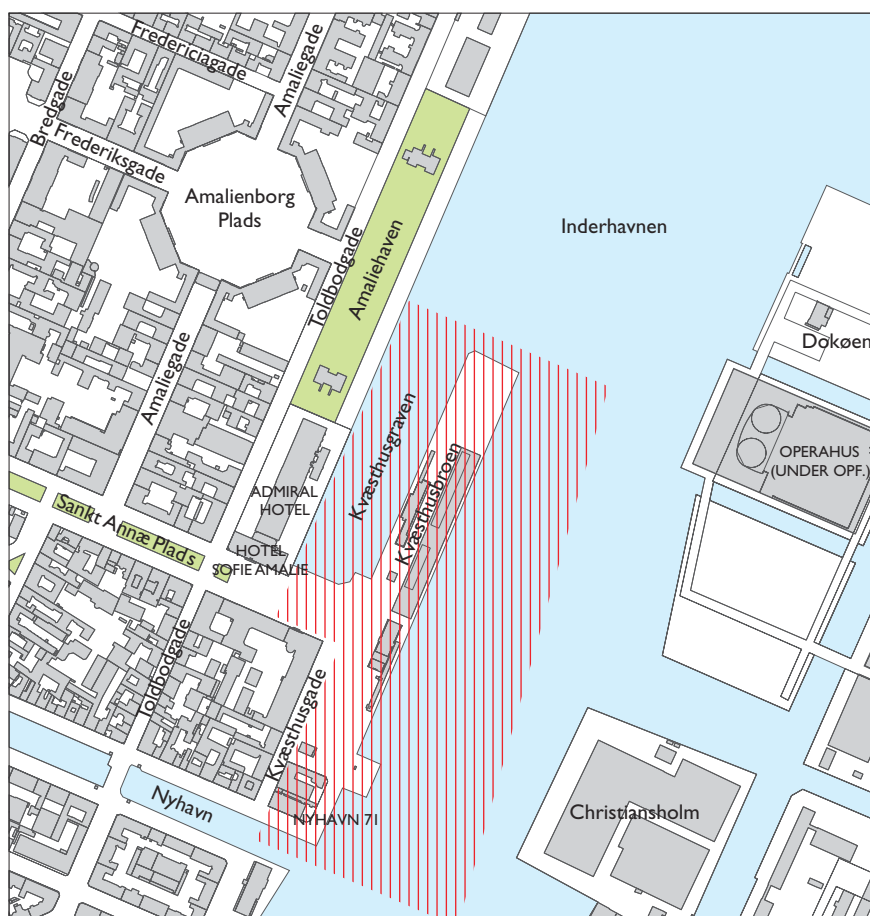 Fredericiagade
Amaliegade
Bredgade
Frederiksgade
Amalienborg
Plads
Toldbodgade
Amaliehaven
Inderhavnen
Dokøen
Amaliegade
Kvæsthusgraven
Kvæsthusbroen
OPERAHUS
(UNDER OPF.)
ADMIRAL
HOTEL
Sankt Annæ Plads
HOTEL
SOFIE AMALIE
Toldbodgade
Kvæsthusgade
Nyhavn
NYHAVN 71
Christiansholm